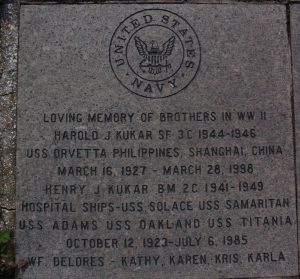 UNITED STATES
NAVY
LOVING MEMORY OF BROTHERS IN WW II
HAROLD J KUKAR SF 3C 1944-1946
USS ORVETTA PHILIPPINES, SHANGHAI, CHINA
MARCH 16, 1927 - MARCH 28, 1998
HENRY J KUKAR BM 2C 1941-1949
HOSPITAL SHIPS-USS SOLACE USS SAMARITAN
USS ADAMS USS OAKLAND USS TITANIA
OCTOBER 12, 1923-JULY 6, 1985
WF. DELORES - KATHY, KAREN, KRIS, KARLA